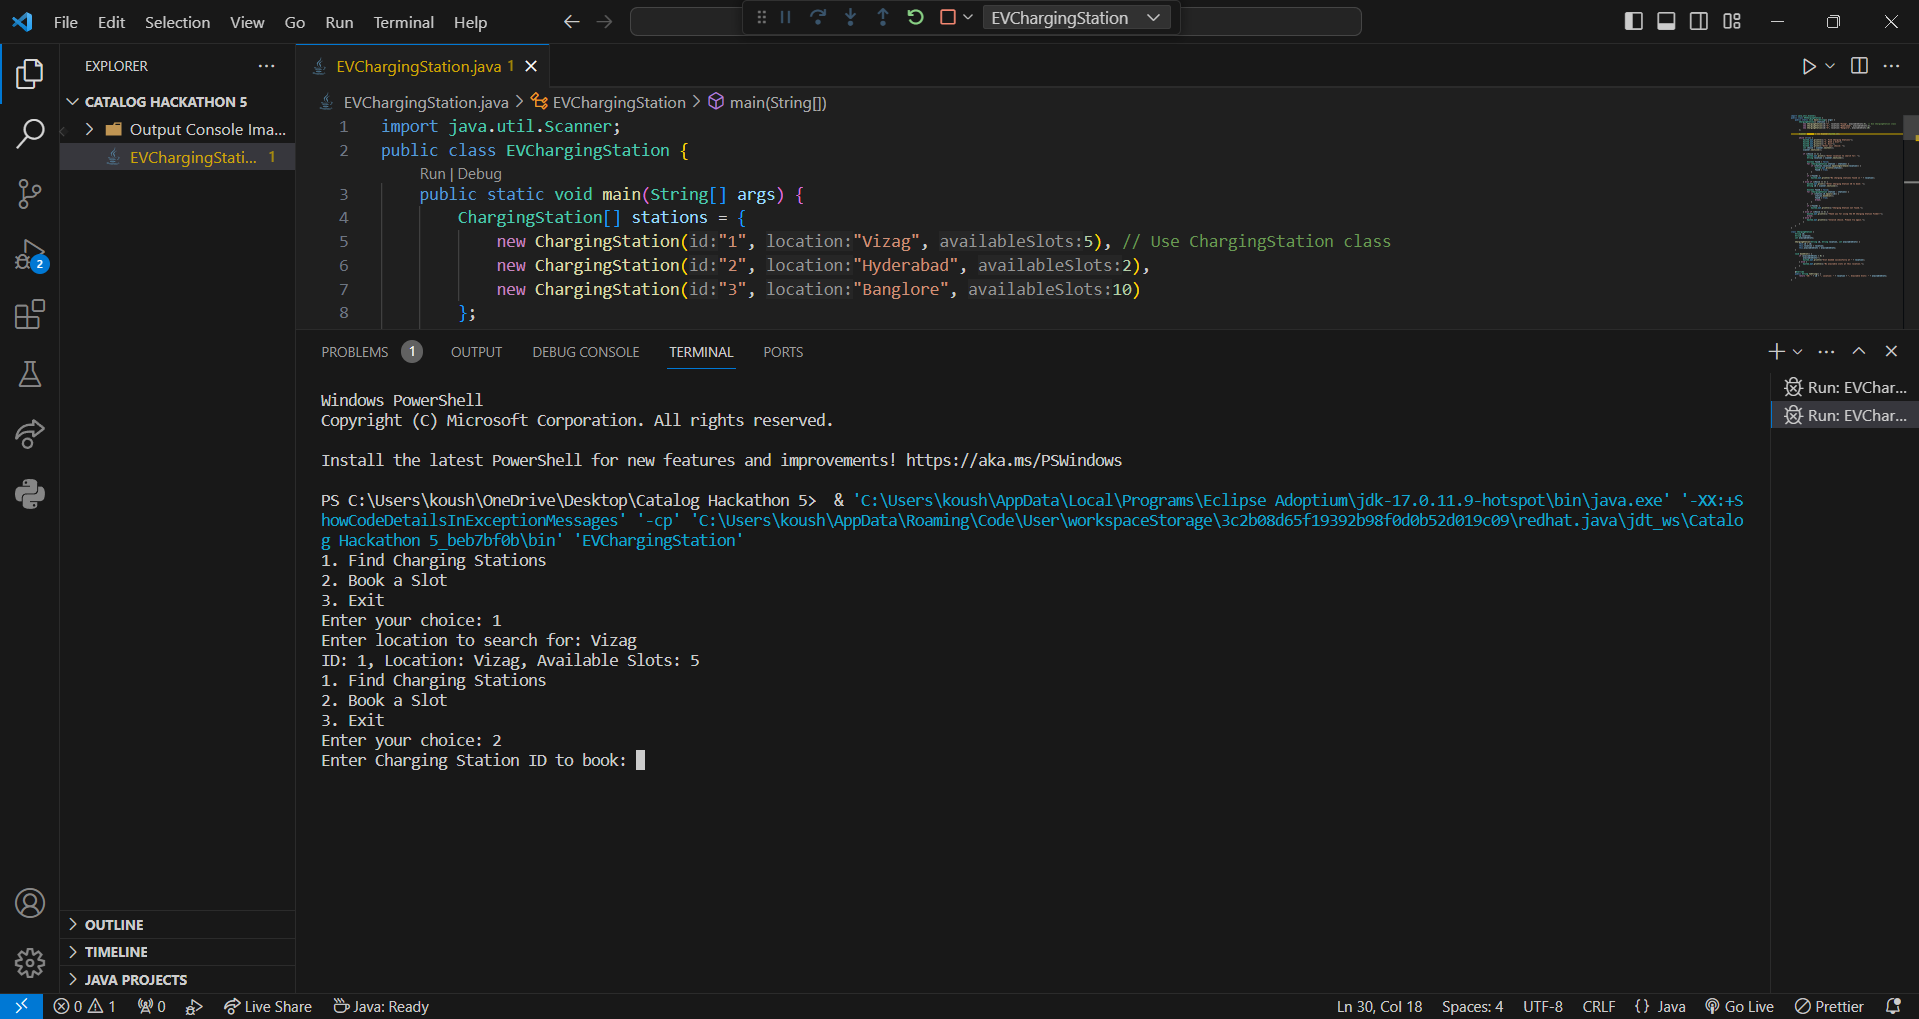 File Edit Selection View Go Run Terminal Help
EVChargingStation
EXPLORER
CATALOG HACKATHON 5
Output Console Ima...
EVChargingStati... 1
EVChargingStation.java 1
EVChargingStation.java > EVChargingStation > main(String[])
1 import java.util.Scanner;
2 public class EVChargingStation {
Run | Debug
3 public static void main(String[] args) {
4 ChargingStation[] stations = {
5 new ChargingStation(id:"1", location:"Vizag", availableSlots:5), // Use ChargingStation class
6 new ChargingStation(id:"2", location:"Hyderabad", availableSlots:2),
7 new ChargingStation(id:"3", location:"Banglore", availableSlots:10)
8 };
2
PROBLEMS 1 OUTPUT DEBUG CONSOLE TERMINAL PORTS
Run: EVChar...
Run: EVChar...
Windows PowerShell
Copyright (C) Microsoft Corporation. All rights reserved.
Install the latest PowerShell for new features and improvements! https://aka.ms/PSWindows
PS C:\Users\koush\OneDrive\Desktop\Catalog Hackathon 5>  & 'C:\Users\koush\AppData\Local\Programs\Eclipse Adoptium\jdk-17.0.11.9-hotspot\bin\java.exe' '-XX:+S
howCodeDetailsInExceptionMessages' '-cp' 'C:\Users\koush\AppData\Roaming\Code\User\workspaceStorage\3c2b08d65f19392b98f0d0b52d019c09\redhat.java\jdt_ws\Catalo
g Hackathon 5_beb7bf0b\bin' 'EVChargingStation'
1. Find Charging Stations
2. Book a Slot
3. Exit
Enter your choice: 1
Enter location to search for: Vizag
ID: 1, Location: Vizag, Available Slots: 5
1. Find Charging Stations
2. Book a Slot
3. Exit
Enter your choice: 2
Enter Charging Station ID to book:
OUTLINE
TIMELINE
JAVA PROJECTS
0 1 0 Live Share Java: Ready Ln 30, Col 18 Spaces: 4 UTF-8 CRLF {} Java Go Live Prettier